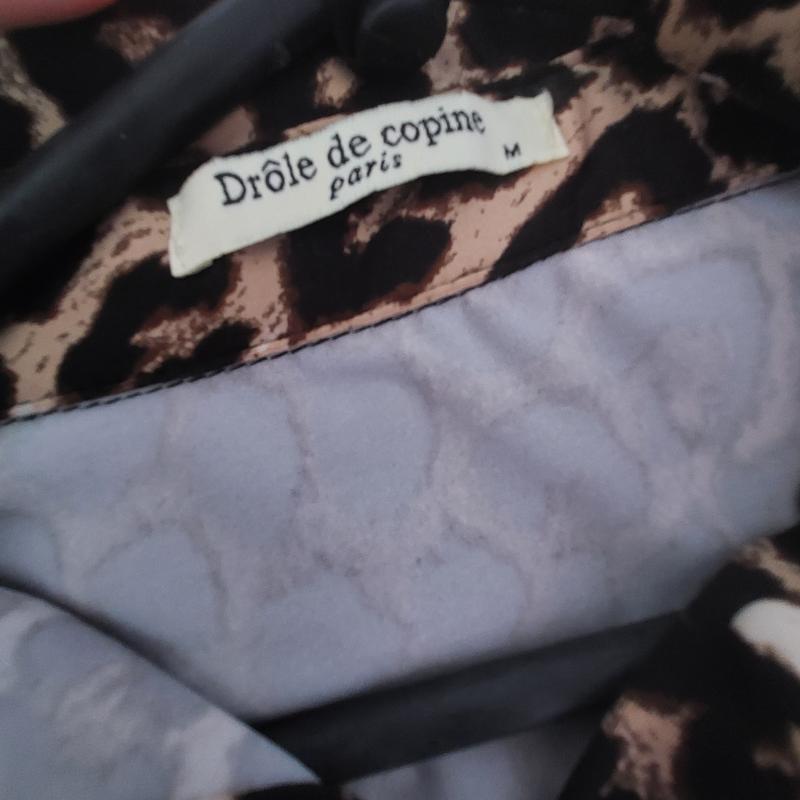 Drôle de copine
paris
M